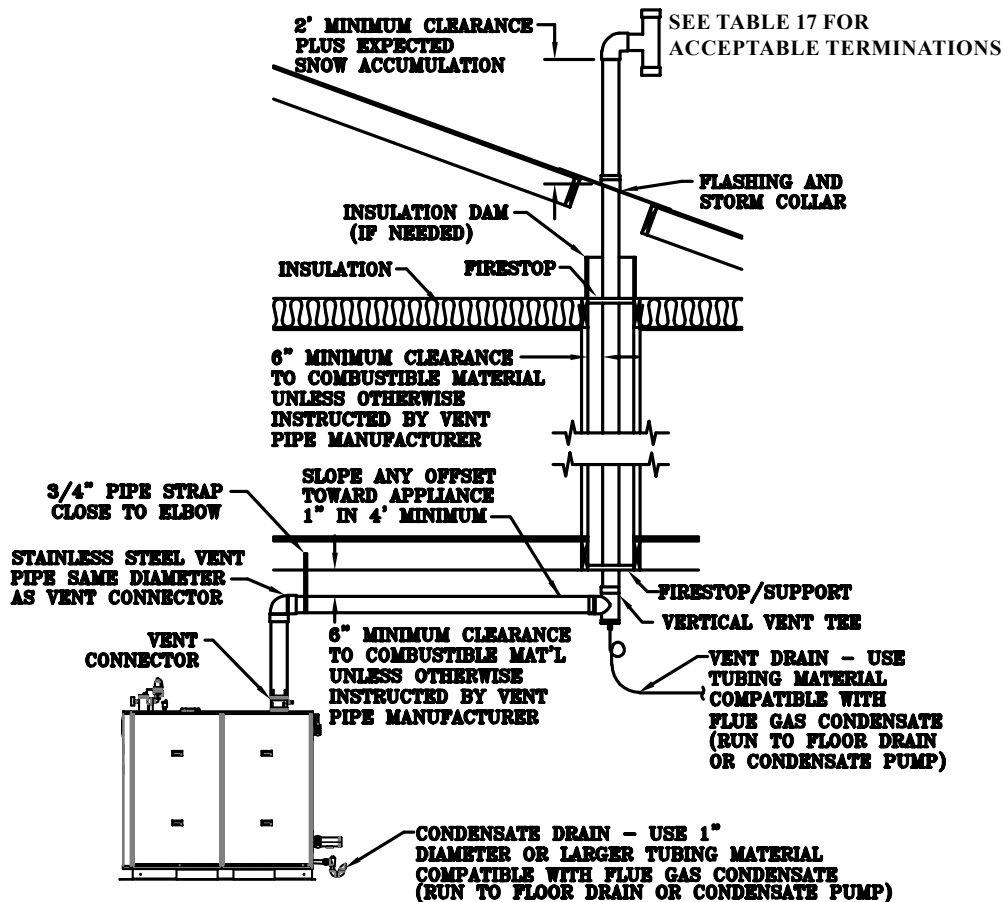 2' MINIMUM CLEARANCE
PLUS EXPECTED
SNOW ACCUMULATION
SEE TABLE 17 FOR
ACCEPTABLE TERMINATIONS
FLASHING AND
STORM COLLAR
INSULATION DAM
(IF NEEDED)
INSULATION
FIRESTOP
6" MINIMUM CLEARANCE
TO COMBUSTIBLE MATERIAL
UNLESS OTHERWISE
INSTRUCTED BY VENT
PIPE MANUFACTURER
SLOPE ANY OFFSET
TOWARD APPLIANCE
1" IN 4' MINIMUM
3/4" PIPE STRAP
CLOSE TO ELBOW
STAINLESS STEEL VENT
PIPE SAME DIAMETER
AS VENT CONNECTOR
FIRESTOP/SUPPORT
VERTICAL VENT TEE
VENT
CONNECTOR
6" MINIMUM CLEARANCE
TO COMBUSTIBLE MAT'L
UNLESS OTHERWISE
INSTRUCTED BY VENT
PIPE MANUFACTURER
VENT DRAIN - USE
TUBING MATERIAL
COMPATIBLE WITH
FLUE GAS CONDENSATE
(RUN TO FLOOR DRAIN
OR CONDENSATE PUMP)
CONDENSATE DRAIN - USE 1"
DIAMETER OR LARGER TUBING MATERIAL
COMPATIBLE WITH FLUE GAS CONDENSATE
(RUN TO FLOOR DRAIN OR CONDENSATE PUMP)